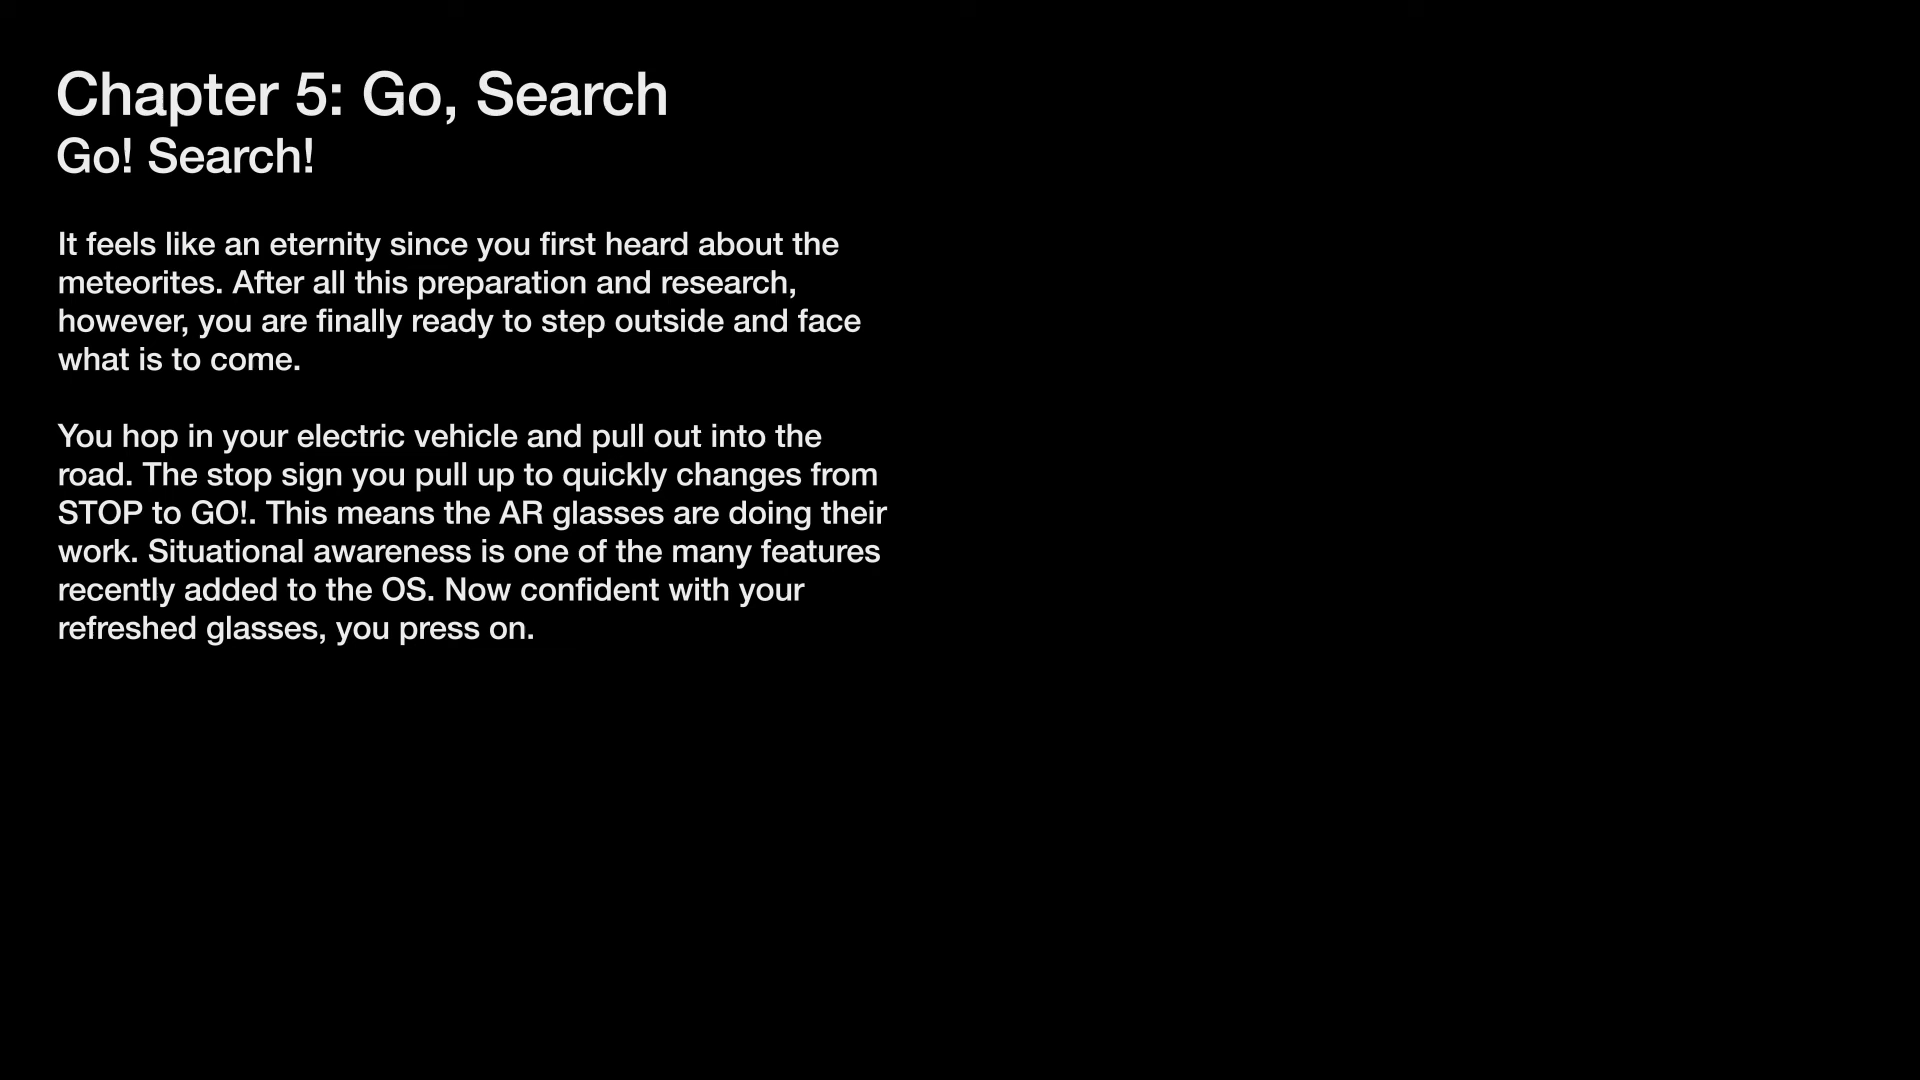 Chapter 5: Go, Search
Go! Search!
It feels like an eternity since you first heard about the
meteorites. After all this preparation and research,
however, you are finally ready to step outside and face
what is to come.
You hop in your electric vehicle and pull out into the
road. The stop sign you pull up to quickly changes from
STOP to GO!. This means the AR glasses are doing their
work. Situational awareness is one of the many features
recently added to the OS. Now confident with your
refreshed glasses, you press on.